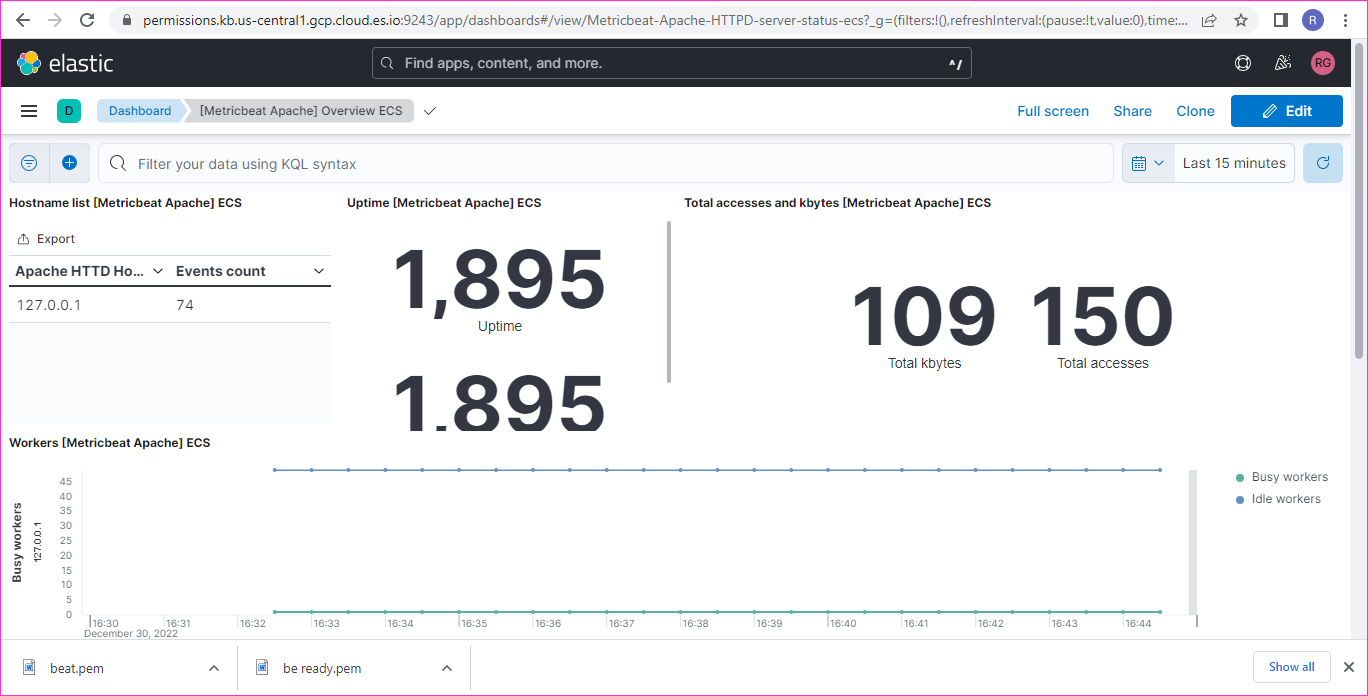 permissions.kb.us-central1.gcp.cloud.es.io:9243/app/dashboards#/view/Metricbeat-Apache-HTTPD-server-status-ecs?_g=(filters:!(),refreshInterval:(pause:!t,value:0),time:... R
elastic Find apps, content, and more. ^/ RG
D Dashboard [Metricbeat Apache] Overview ECS Full screen Share Clone Edit
Filter your data using KQL syntax Last 15 minutes
Hostname list [Metricbeat Apache] ECS
Export
Apache HTTD Ho... Events count
127.0.0.1 74
Uptime [Metricbeat Apache] ECS
1,895
Uptime
1,895
Total accesses and kbytes [Metricbeat Apache] ECS
109 150
Total kbytes Total accesses
Workers [Metricbeat Apache] ECS
Busy workers
127.0.0.1
45
40
35
30
25
20
15
10
5
0
16:30 16:31 16:32 16:33 16:34 16:35 16:36 16:37 16:38 16:39 16:40 16:41 16:42 16:43 16:44
December 30, 2022
Busy workers
Idle workers
beat.pem be ready.pem Show all